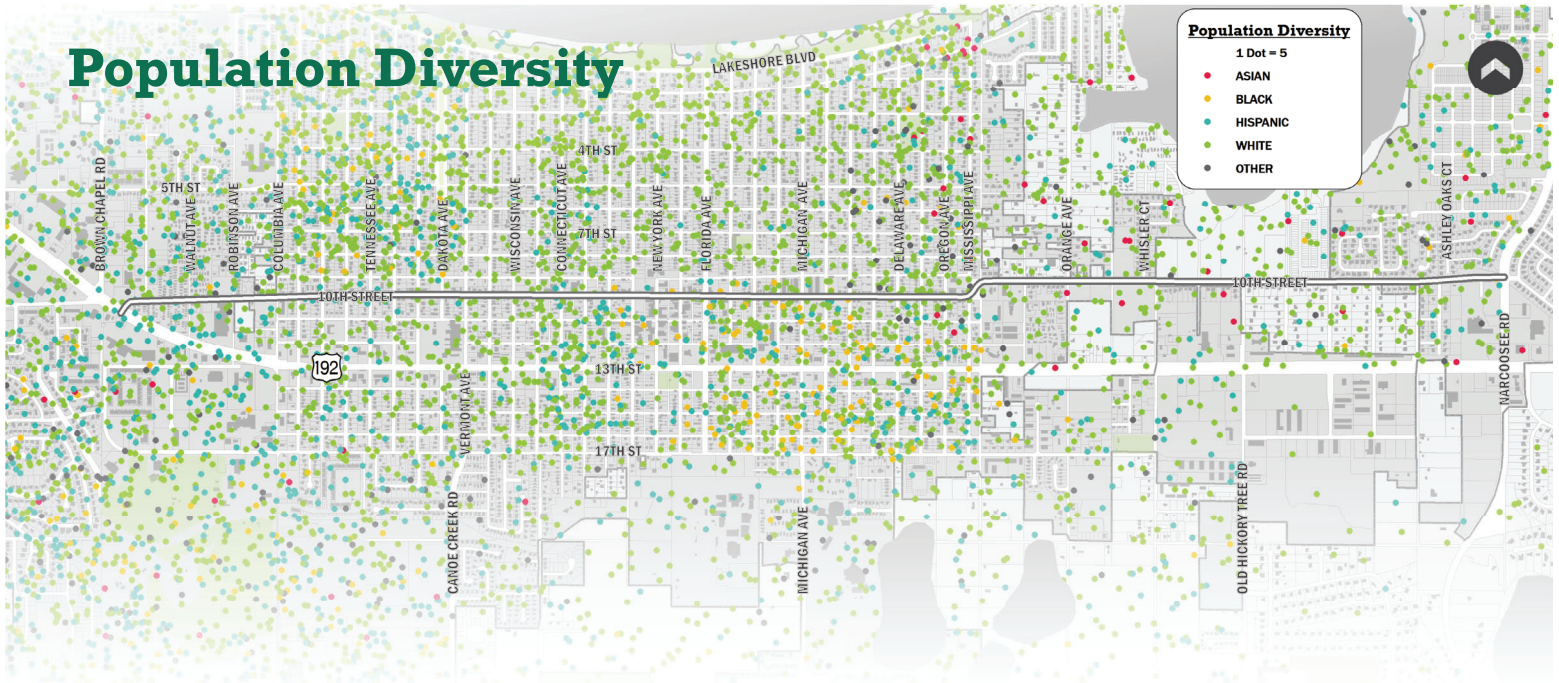 Population Diversity
LAKESHORE BLVD
Population Diversity
1 Dot = 5
ASIAN
BLACK
HISPANIC
WHITE
OTHER
4TH ST
5TH ST
7TH ST
BROWN CHAPEL RD
WALNUT AVE
ROBINSON AVE
COLUMBIA AVE
TENNESSEE AVE
DAKOTA AVE
WISCONSIN AVE
CONNECTICUT AVE
NEW YORK AVE
FLORIDA AVE
MICHIGAN AVE
DELAWARE AVE
OREGON AVE
MISSISSIPPI AVE
ORANGE AVE
WHISLER CT
ASHLEY OAKS CT
10TH STREET
10TH STREET
192
13TH ST
VERMONT AVE
NARCOOSEE RD
17TH ST
CANOE CREEK RD
MICHIGAN AVE
OLD HICKORY TREE RD